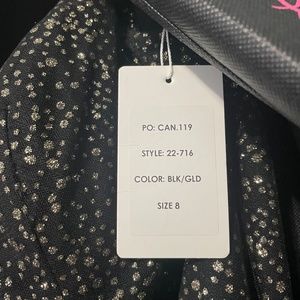 PO: CAN.119
STYLE: 22-716
COLOR: BLK/GLD
SIZE 8